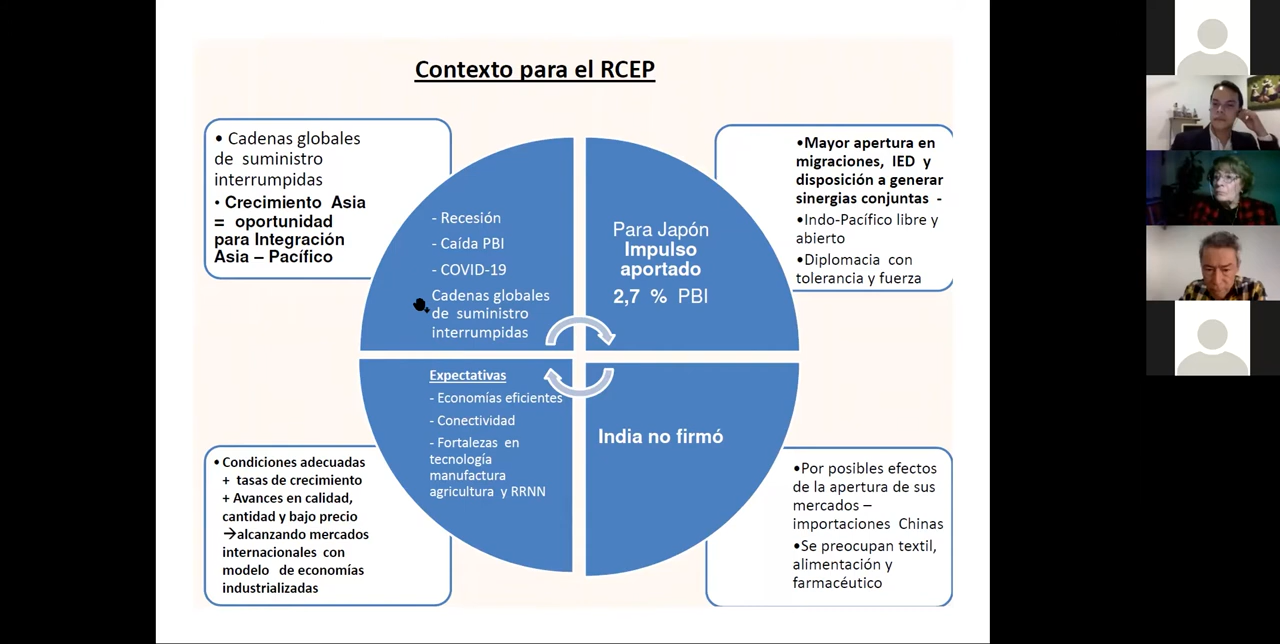 Contexto para el RCEP
• Cadenas globales
de suministro
interrumpidas
• Crecimiento Asia
= oportunidad
para Integración
Asia – Pacífico
- Recesión
- Caída PBI
- COVID-19
Cadenas globales
de suministro
interrumpidas
Para Japón
Impulso
aportado
2,7 % PBI
•Mayor apertura en
migraciones, IED y
disposición a generar
sinergias conjuntas -
•Indo-Pacífico libre y
abierto
•Diplomacia con
tolerancia y fuerza
Expectativas
- Economías eficientes
- Conectividad
- Fortalezas en
tecnología
manufactura
agricultura y RRNN
India no firmó
• Condiciones adecuadas
+ tasas de crecimiento
+ Avances en calidad,
cantidad y bajo precio
→alcanzando mercados
internacionales con
modelo de economías
industrializadas
•Por posibles efectos
de la apertura de sus
mercados –
importaciones Chinas
•Se preocupan textil,
alimentación y
farmacéutico